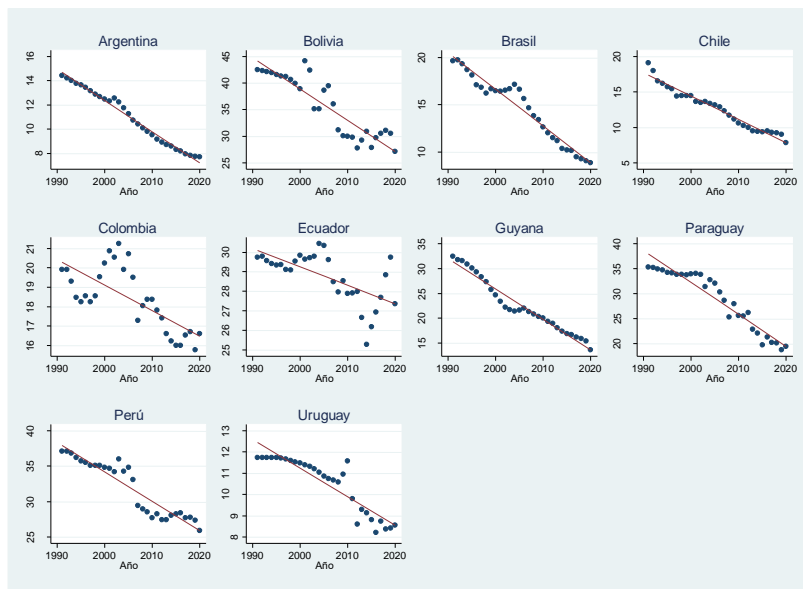 Argentina
16
14
12
10
8
1990 2000 2010 2020
Año
Bolivia
45
40
35
30
25
1990 2000 2010 2020
Año
Brasil
20
15
10
1990 2000 2010 2020
Año
Chile
20
15
10
5
1990 2000 2010 2020
Año
Colombia
21
20
19
18
17
16
1990 2000 2010 2020
Año
Ecuador
30
29
28
27
26
25
1990 2000 2010 2020
Año
Guyana
35
30
25
20
15
1990 2000 2010 2020
Año
Paraguay
40
35
30
25
20
1990 2000 2010 2020
Año
Perú
40
35
30
25
1990 2000 2010 2020
Año
Uruguay
13
12
11
10
9
8
1990 2000 2010 2020
Año